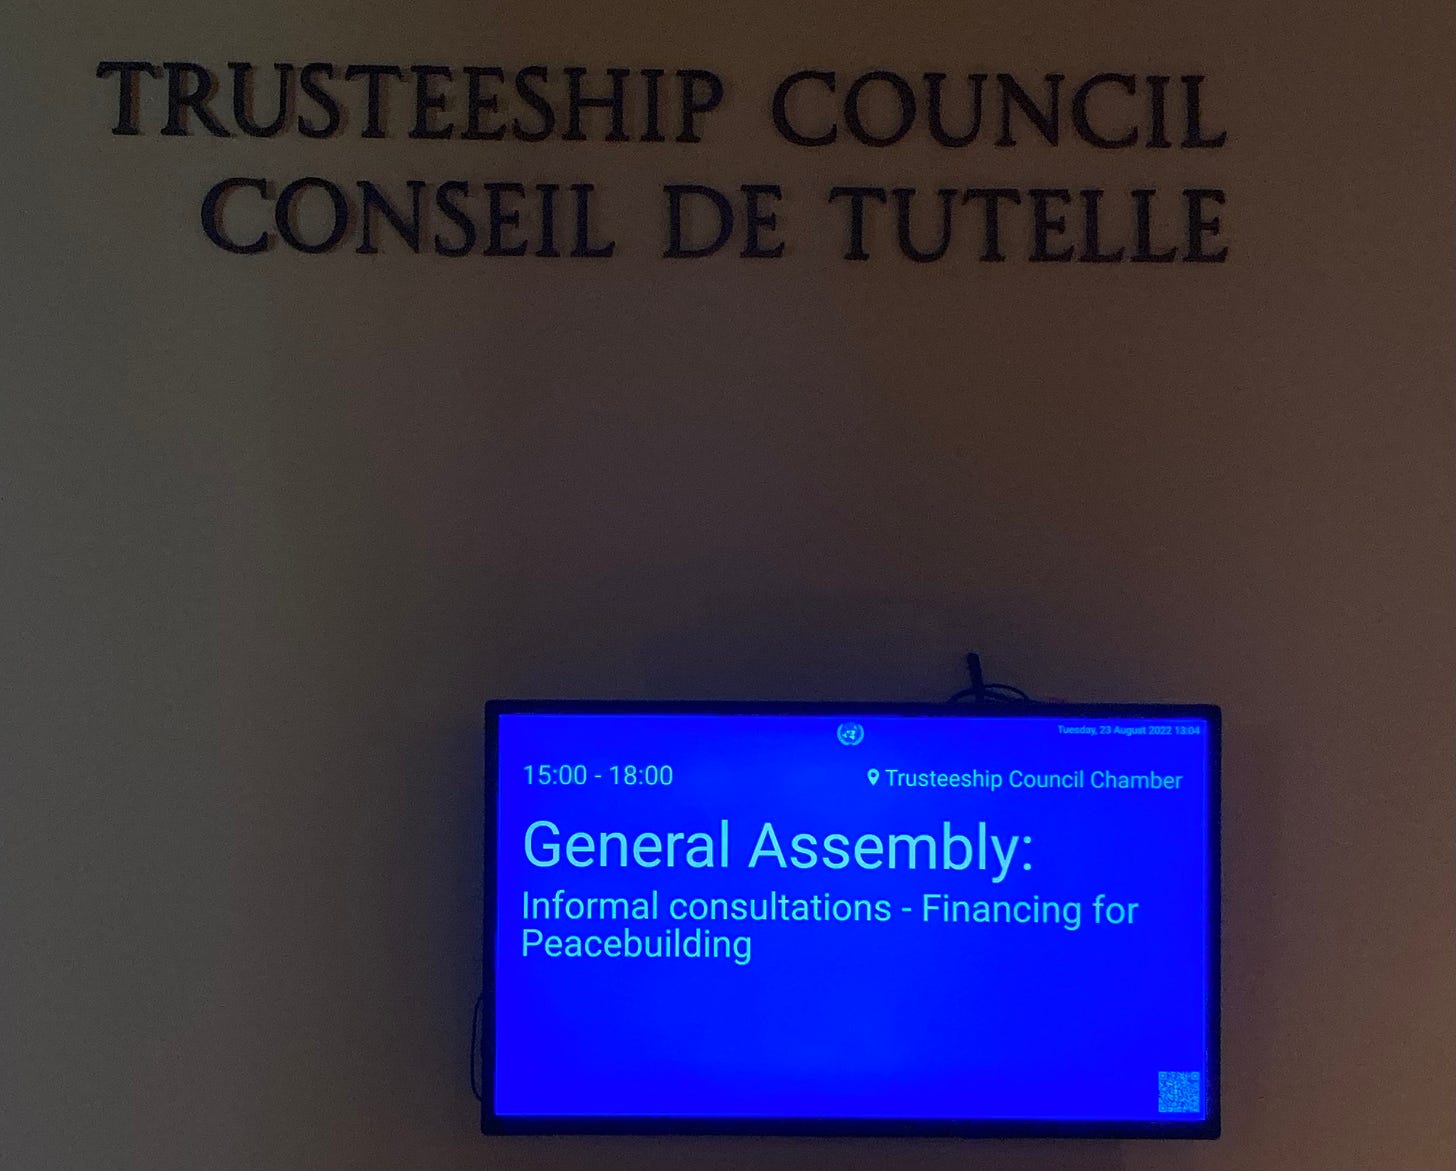 TRUSTEESHIP COUNCIL
CONSEIL DE TUTELLE
Tuesday, 23 August 2022 13:04
15:00 - 18:00
Trusteeship Council Chamber
General Assembly:
Informal consultations - Financing for
Peacebuilding